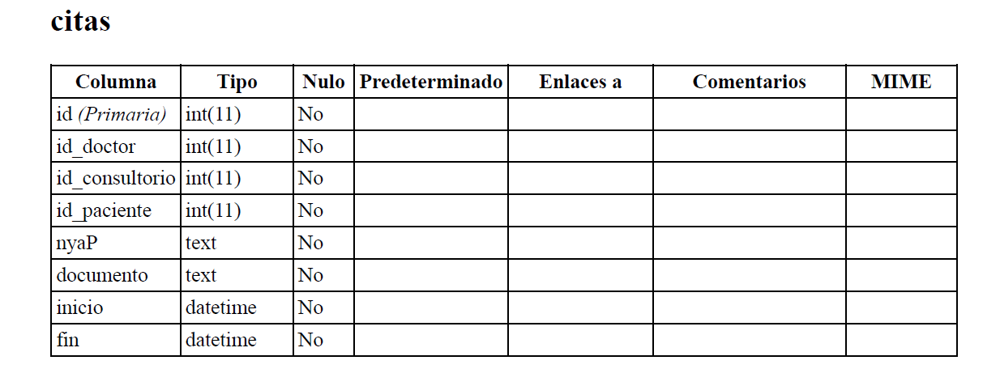 citas
Columna Tipo Nulo Predeterminado Enlaces a Comentarios MIME
id (Primaria) int(11) No
id_doctor int(11) No
id_consultorio int(11) No
id_paciente int(11) No
nyaP text No
documento text No
inicio datetime No
fin datetime No